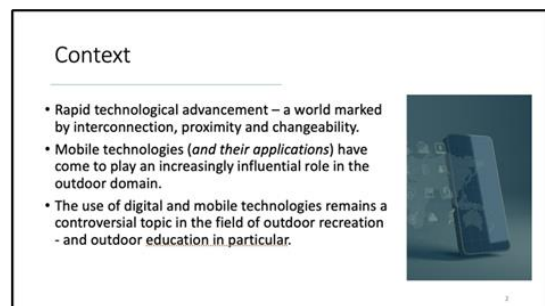 Context
• Rapid technological advancement – a world marked
by interconnection, proximity and changeability.
• Mobile technologies (and their applications) have
come to play an increasingly influential role in the
outdoor domain.
• The use of digital and mobile technologies remains a
controversial topic in the field of outdoor recreation
- and outdoor education in particular.
2